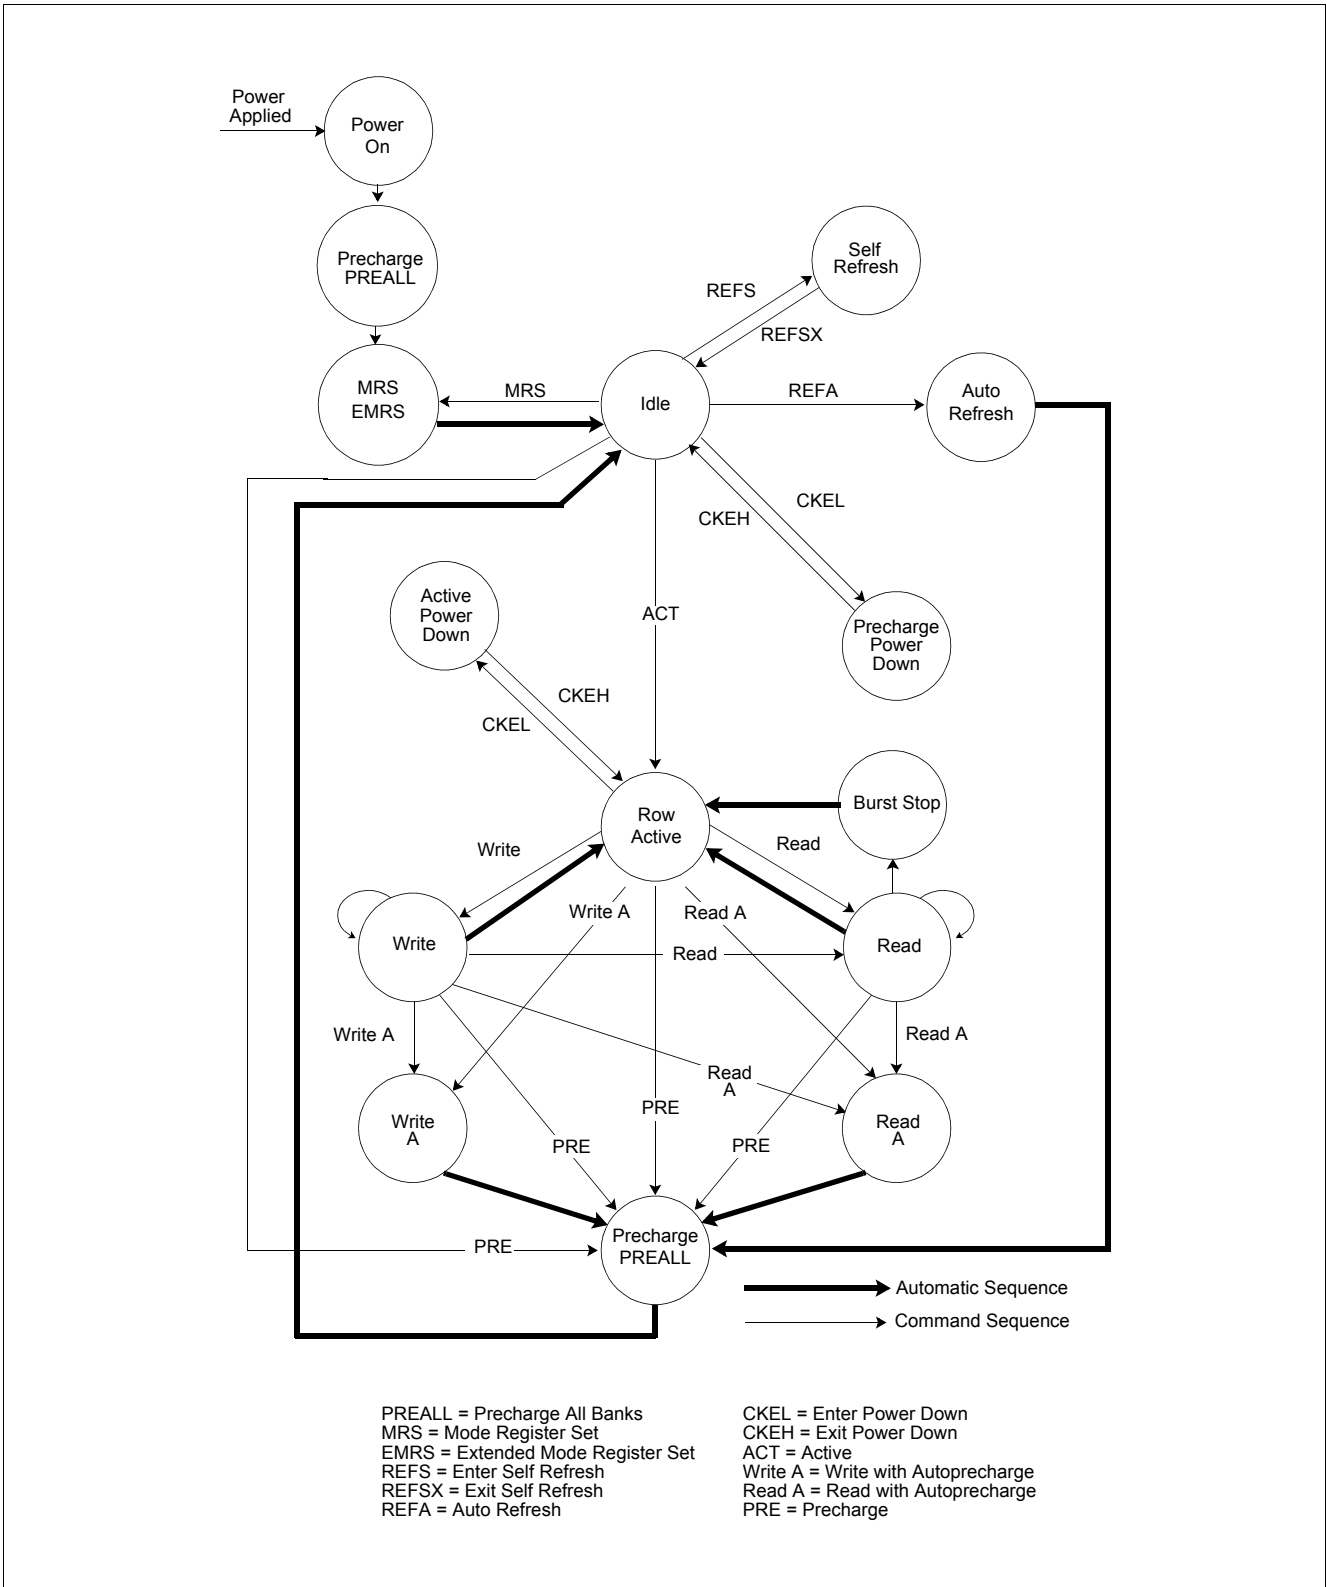 Power
Applied
Power
On
Precharge
PREALL
Self
Refresh
REFS
REFSX
MRS
EMRS
MRS
Idle
REFA
Auto
Refresh
CKEL
CKEH
Active
Power
Down
ACT
Precharge
Power
Down
CKEH
CKEL
Burst Stop
Row
Active
Write
Read
Write A
Read A
Write
Read
Read
Write A
Read A
Read
A
Write
A
PRE
Read
A
PRE
PRE
Precharge
PREALL
PRE
Automatic Sequence
Command Sequence
PREALL = Precharge All Banks
MRS = Mode Register Set
EMRS = Extended Mode Register Set
REFS = Enter Self Refresh
REFSX = Exit Self Refresh
REFA = Auto Refresh
CKEL = Enter Power Down
CKEH = Exit Power Down
ACT = Active
Write A = Write with Autoprecharge
Read A = Read with Autoprecharge
PRE = Precharge